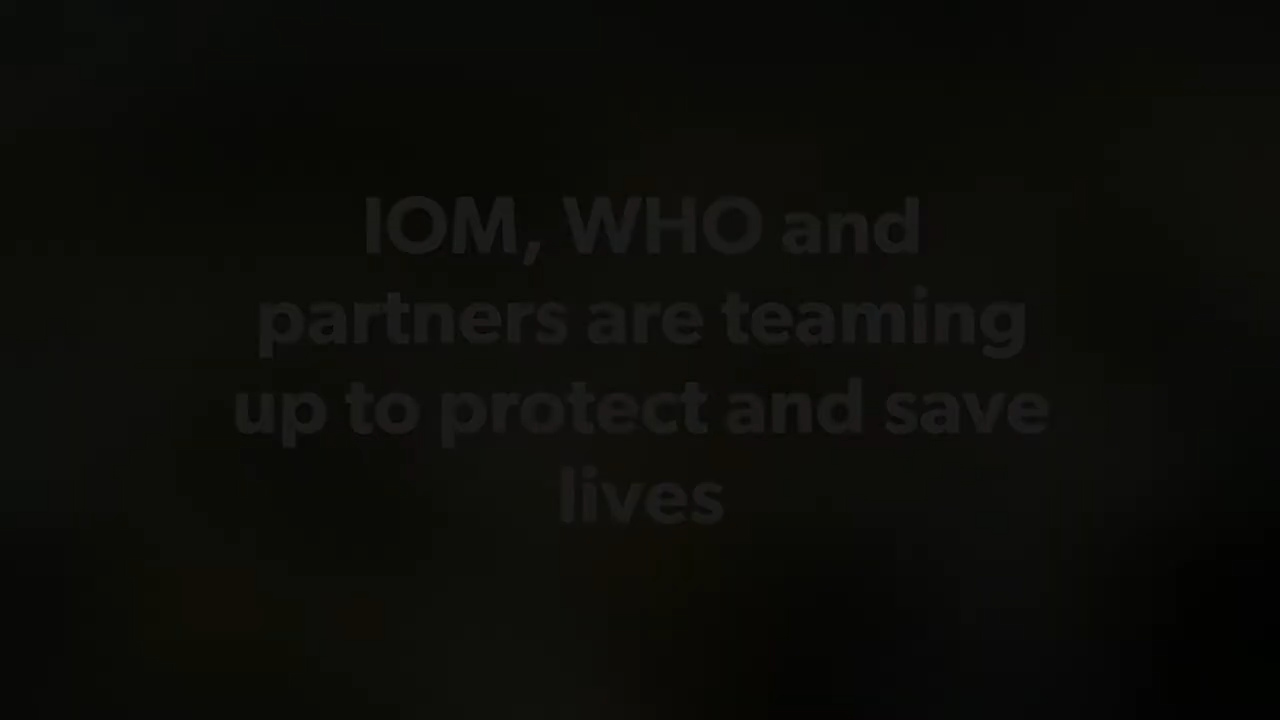 IOM, WHO and
partners are teaming
up to protect and save
lives